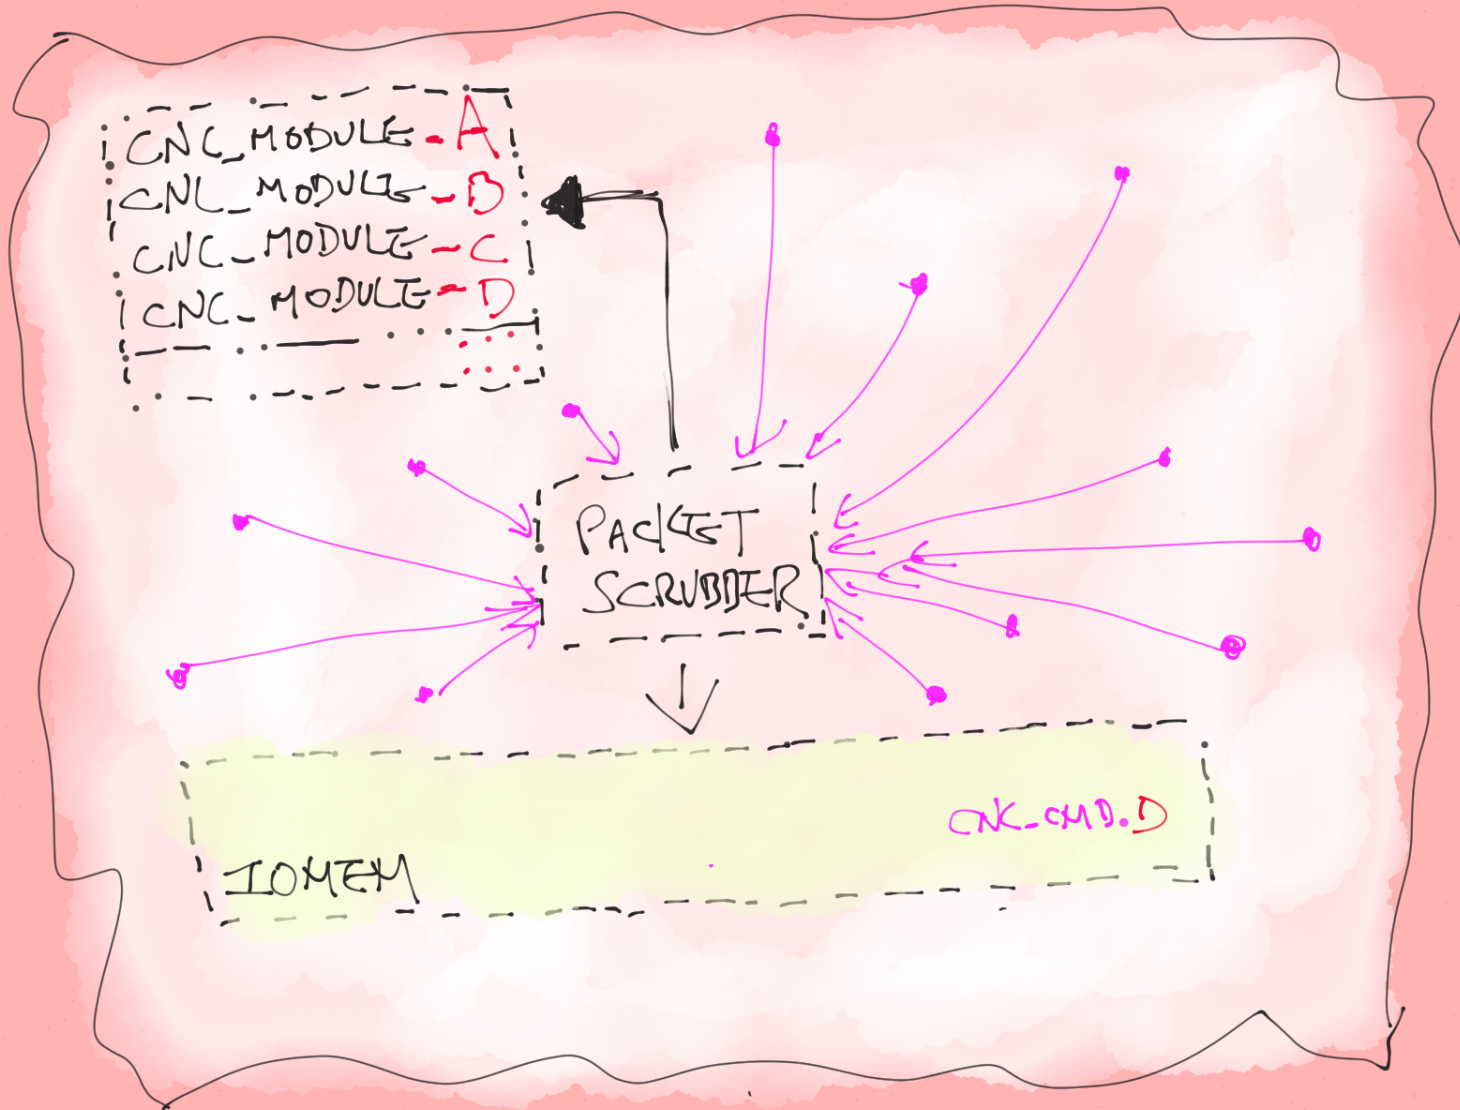 CNC_MODULE-A
CNC_MODULE-B
CNC_MODULE-C
CNC_MODULE-D
PACKET
SCRUBBER
CNC_CMD.D
IOMEM